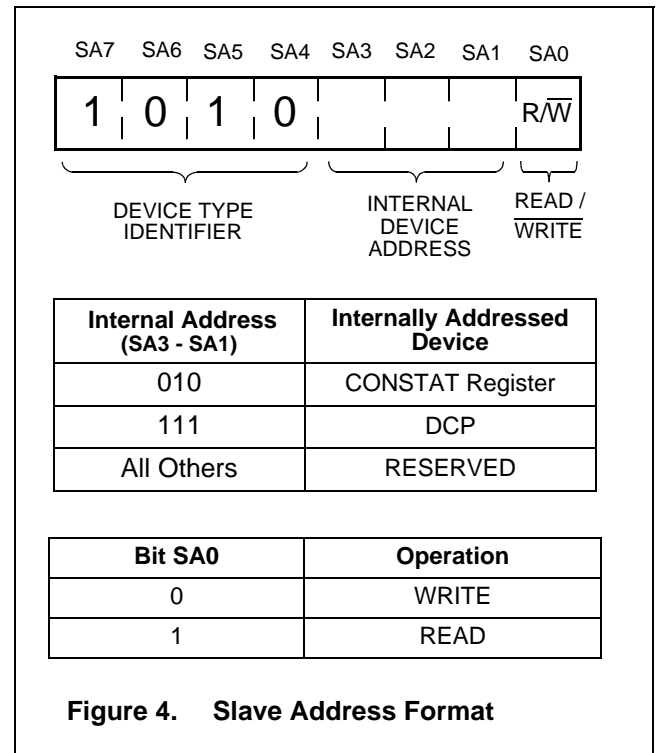 SA7 SA6 SA5 SA4 SA3 SA2 SA1 SA0
1 0 1 0 R/W̅
DEVICE TYPE
IDENTIFIER
INTERNAL
DEVICE
ADDRESS
READ /
W̅R̅I̅T̅E̅
Internal Address
(SA3 - SA1)
Internally Addressed
Device
010 CONSTAT Register
111 DCP
All Others RESERVED
Bit SA0 Operation
0 WRITE
1 READ
Figure 4. Slave Address Format